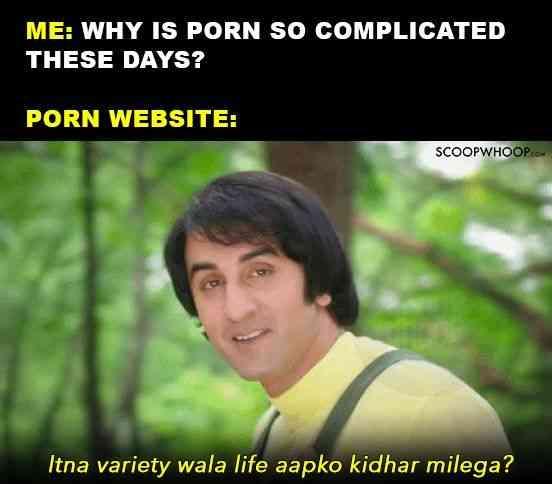 ME: WHY IS PORN SO COMPLICATED
THESE DAYS?
PORN WEBSITE:
SCOOPWHOOP.COM
Itna variety wala life aapko kidhar milega?